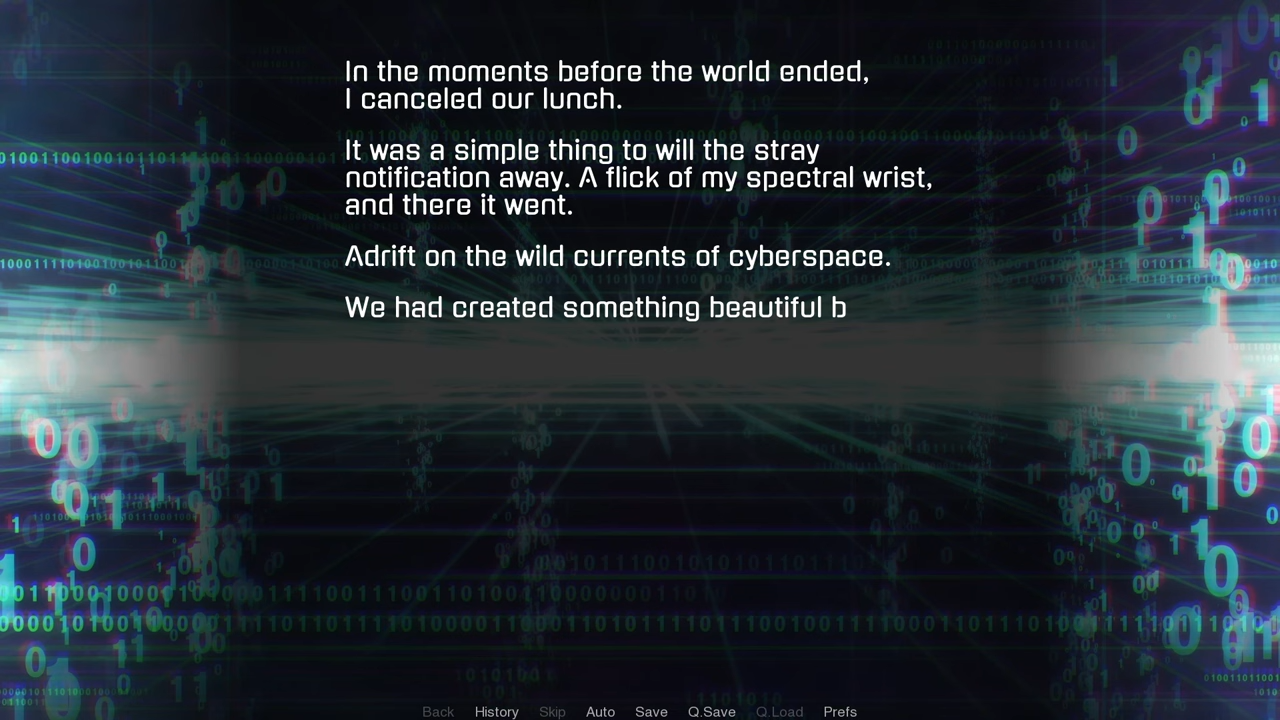 In the moments before the world ended,
I canceled our lunch.
It was a simple thing to will the stray
notification away. A flick of my spectral wrist,
and there it went.
Adrift on the wild currents of cyberspace.
We had created something beautiful b
Back History Skip Auto Save Q.Save Q.Load Prefs